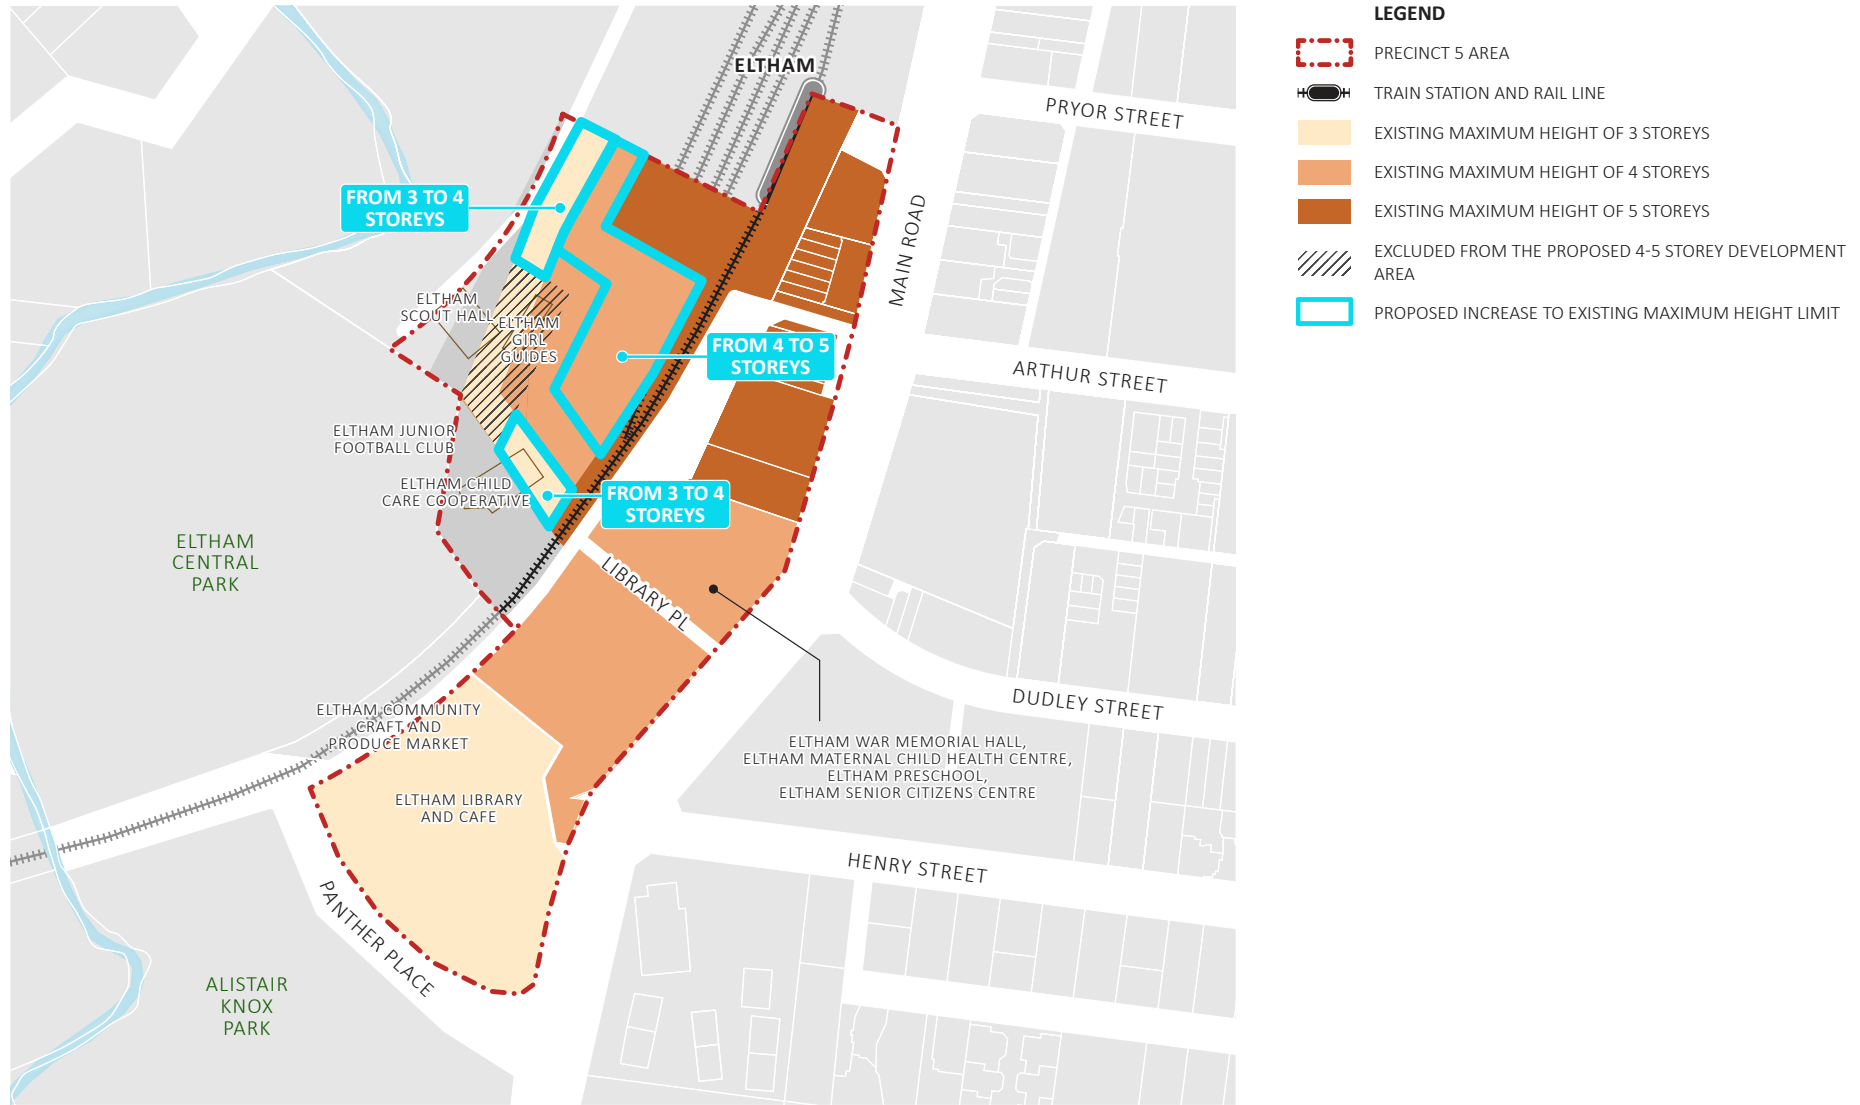 ELTHAM
PRYOR STREET
FROM 3 TO 4
STOREYS
MAIN ROAD
ELTHAM
SCOUT HALL
ELTHAM
GIRL
GUIDES
FROM 4 TO 5
STOREYS
ARTHUR STREET
ELTHAM JUNIOR
FOOTBALL CLUB
ELTHAM CHILD
CARE COOPERATIVE
FROM 3 TO 4
STOREYS
ELTHAM
CENTRAL
PARK
LIBRARY PL
DUDLEY STREET
ELTHAM COMMUNITY
CRAFT AND
PRODUCE MARKET
ELTHAM WAR MEMORIAL HALL,
ELTHAM MATERNAL CHILD HEALTH CENTRE,
ELTHAM PRESCHOOL,
ELTHAM SENIOR CITIZENS CENTRE
ELTHAM LIBRARY
AND CAFE
HENRY STREET
PANTHER PLACE
ALISTAIR
KNOX
PARK
LEGEND
PRECINCT 5 AREA
TRAIN STATION AND RAIL LINE
EXISTING MAXIMUM HEIGHT OF 3 STOREYS
EXISTING MAXIMUM HEIGHT OF 4 STOREYS
EXISTING MAXIMUM HEIGHT OF 5 STOREYS
EXCLUDED FROM THE PROPOSED 4-5 STOREY DEVELOPMENT
AREA
PROPOSED INCREASE TO EXISTING MAXIMUM HEIGHT LIMIT